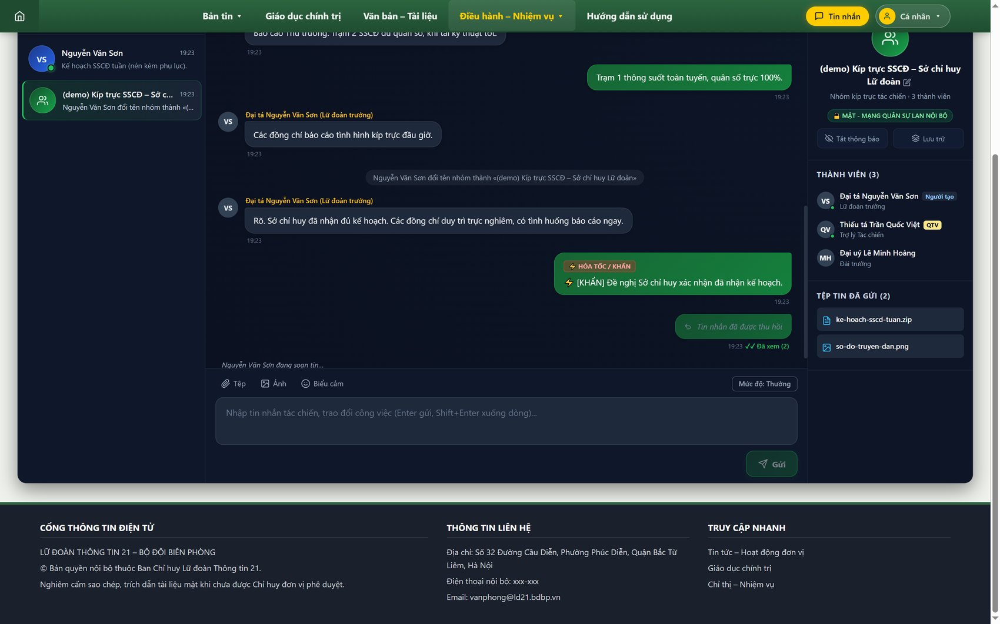 Bản tin
Giáo dục chính trị
Văn bản – Tài liệu
Điều hành – Nhiệm vụ
Hướng dẫn sử dụng
Tin nhắn
Cá nhân
VS
Nguyễn Văn Sơn
19:23
Kế hoạch SSCĐ tuần (nén kèm phụ lục).
(demo) Kíp trực SSCĐ – Sở c...
19:23
Nguyễn Văn Sơn đổi tên nhóm thành «(...
Báo cáo Thủ trưởng. Trạm 2 SSCĐ đủ quân số, khí tài kỹ thuật tốt.
19:23
Trạm 1 thông suốt toàn tuyến, quân số trực 100%.
19:23
VS
Đại tá Nguyễn Văn Sơn (Lữ đoàn trưởng)
Các đồng chí báo cáo tình hình kíp trực đầu giờ.
19:23
Nguyễn Văn Sơn đổi tên nhóm thành «(demo) Kíp trực SSCĐ – Sở chỉ huy Lữ đoàn»
VS
Đại tá Nguyễn Văn Sơn (Lữ đoàn trưởng)
Rõ. Sở chỉ huy đã nhận đủ kế hoạch. Các đồng chí duy trì trực nghiêm, có tình huống báo cáo ngay.
19:23
⚡ HỎA TỐC / KHẨN
⚡ [KHẨN] Đề nghị Sở chỉ huy xác nhận đã nhận kế hoạch.
19:23
Tin nhắn đã được thu hồi
19:23 ✓✓ Đã xem (2)
Nguyễn Văn Sơn đang soạn tin...
Tệp
Ảnh
Biểu cảm
Mức độ: Thường
Nhập tin nhắn tác chiến, trao đổi công việc (Enter gửi, Shift+Enter xuống dòng)...
Gửi
(demo) Kíp trực SSCĐ – Sở chỉ huy
Lữ đoàn
Nhóm kíp trực tác chiến · 3 thành viên
🔒 MẬT - MẠNG QUÂN SỰ LAN NỘI BỘ
Tắt thông báo
Lưu trữ
THÀNH VIÊN (3)
VS
Đại tá Nguyễn Văn Sơn
Người tạo
Lữ đoàn trưởng
QV
Thiếu tá Trần Quốc Việt
QTV
Trợ lý Tác chiến
MH
Đại uý Lê Minh Hoàng
Đài trưởng
TỆP TIN ĐÃ GỬI (2)
ke-hoach-sscd-tuan.zip
so-do-truyen-dan.png
CỔNG THÔNG TIN ĐIỆN TỬ
LỮ ĐOÀN THÔNG TIN 21 – BỘ ĐỘI BIÊN PHÒNG
© Bản quyền nội bộ thuộc Ban Chỉ huy Lữ đoàn Thông tin 21.
Nghiêm cấm sao chép, trích dẫn tài liệu mật khi chưa được Chỉ huy đơn vị phê duyệt.
THÔNG TIN LIÊN HỆ
Địa chỉ: Số 32 Đường Cầu Diễn, Phường Phúc Diễn, Quận Bắc Từ
Liêm, Hà Nội
Điện thoại nội bộ: xxx-xxx
Email: vanphong@ld21.bdbp.vn
TRUY CẬP NHANH
Tin tức – Hoạt động đơn vị
Giáo dục chính trị
Chỉ thị – Nhiệm vụ